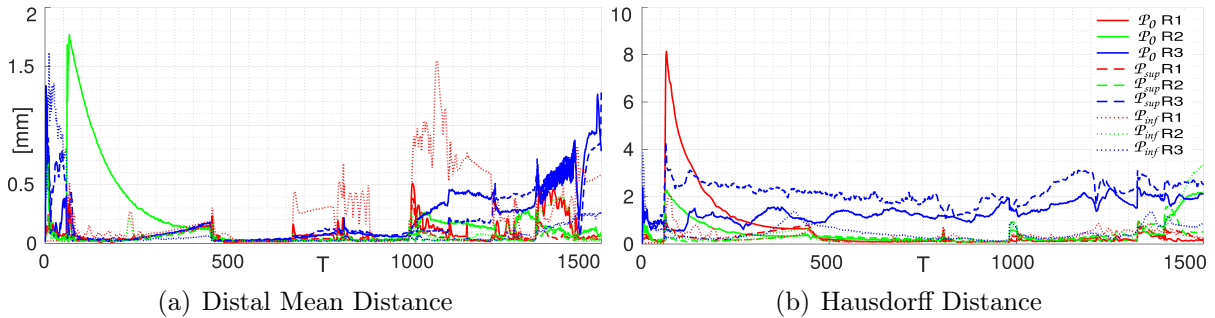 2
1.5
[mm]
0.5
0
0
500
T
1000
1500
(a) Distal Mean Distance
10
8
6
4
2
0
0
500
T
1000
1500
P0 R1
P0 R2
P0 R3
Psup R1
Psup R2
Psup R3
Pinf R1
Pinf R2
Pinf R3
(b) Hausdorff Distance